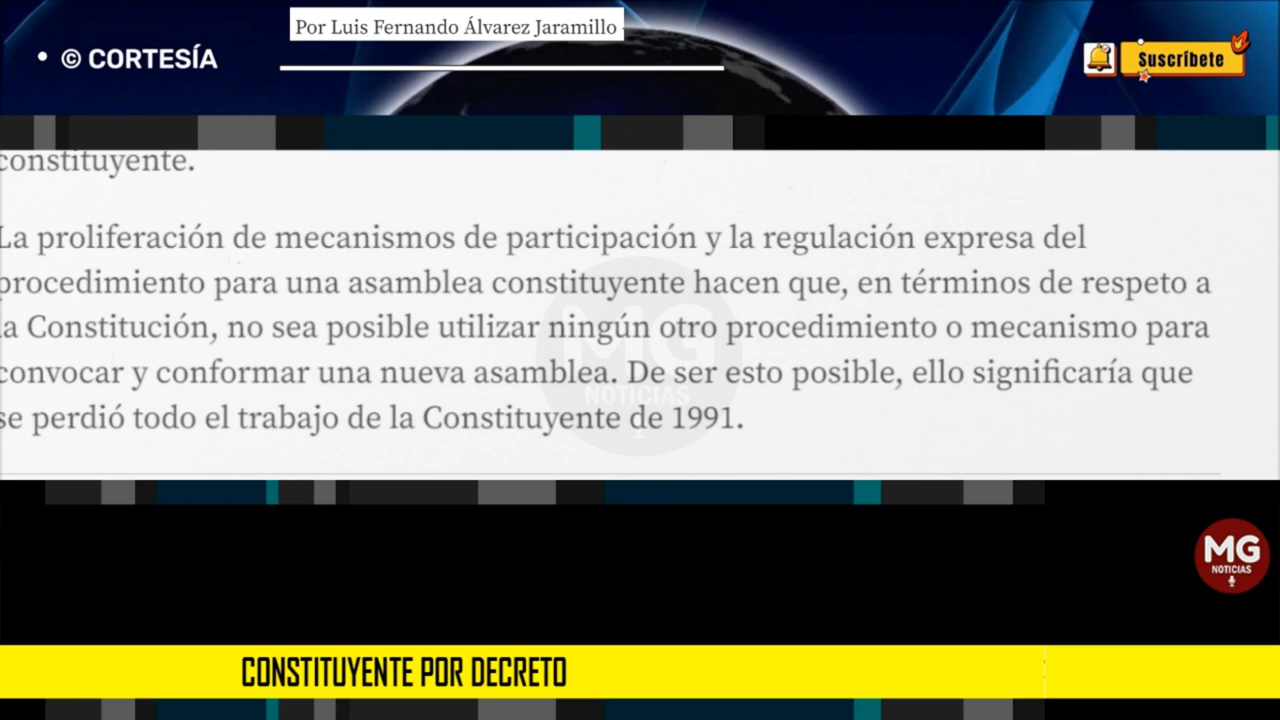 Por Luis Fernando Álvarez Jaramillo
• © CORTESÍA
Suscríbete
constituyente.
La proliferación de mecanismos de participación y la regulación expresa del
procedimiento para una asamblea constituyente hacen que, en términos de respeto a
la Constitución, no sea posible utilizar ningún otro procedimiento o mecanismo para
convocar y conformar una nueva asamblea. De ser esto posible, ello significaría que
se perdió todo el trabajo de la Constituyente de 1991.
MG
NOTICIAS
MG
NOTICIAS
CONSTITUYENTE POR DECRETO